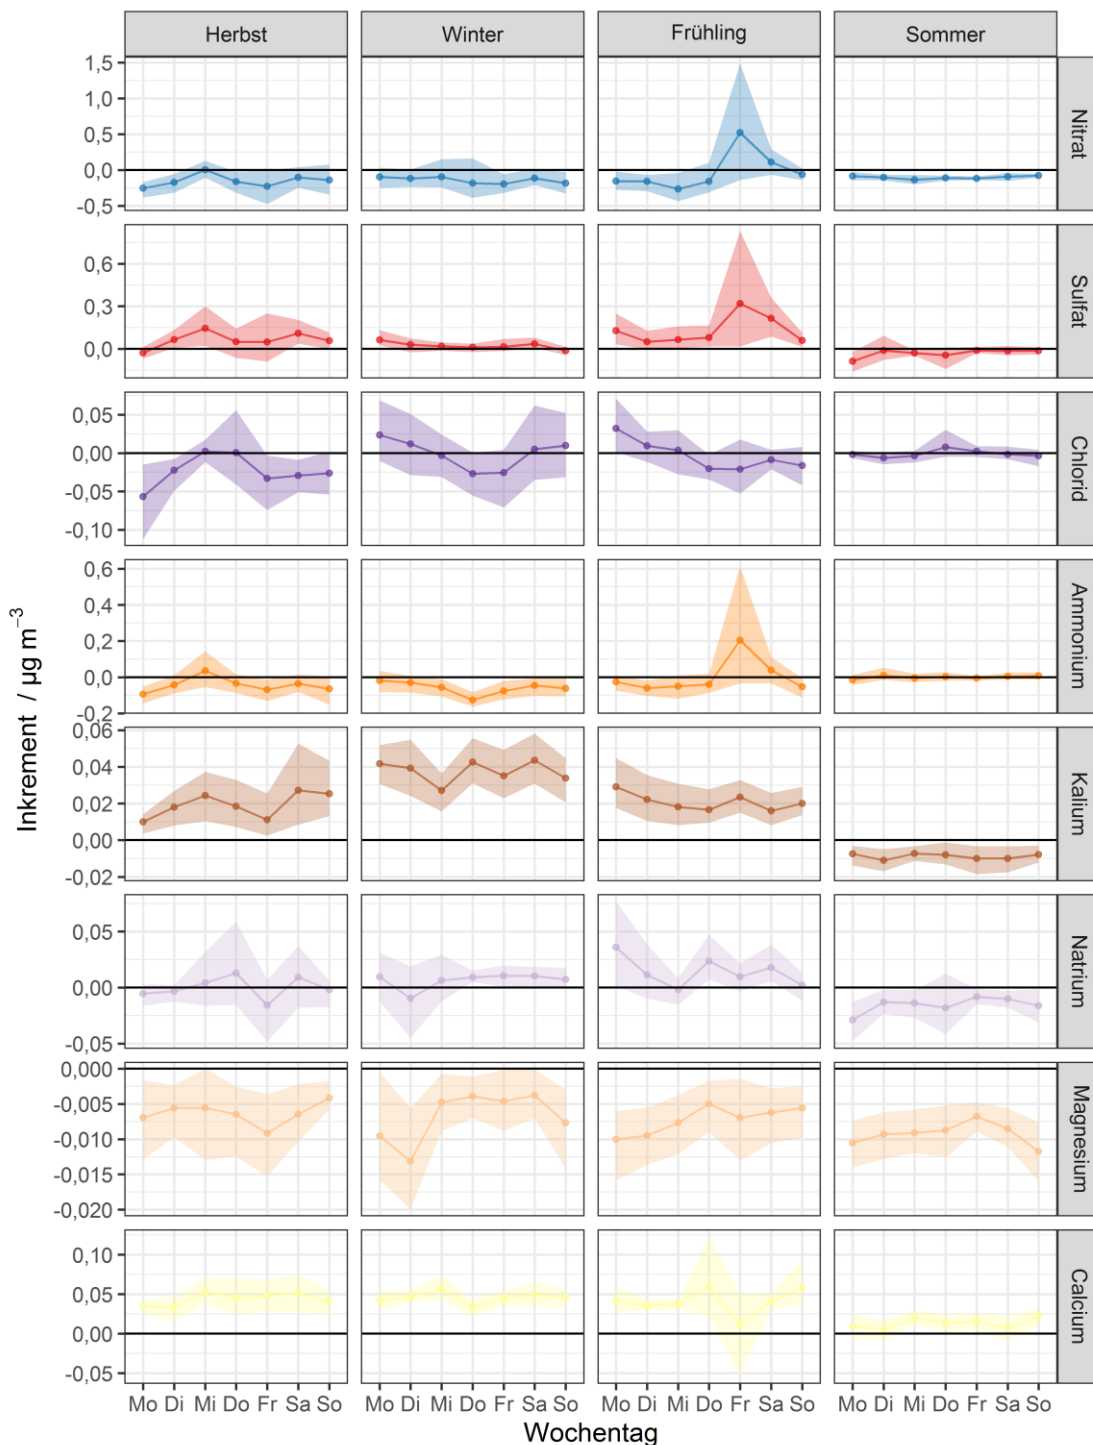 Herbst Winter Frühling Sommer
1,5
1,0
0,5
0,0
-0,5
Nitrat
0,6
0,3
0,0
Sulfat
0,05
0,00
-0,05
-0,10
Chlorid
0,6
0,4
0,2
0,0
-0,2
Ammonium
0,06
0,04
0,02
0,00
-0,02
Kalium
0,05
0,00
-0,05
Natrium
0,000
-0,005
-0,010
-0,015
-0,020
Magnesium
0,10
0,05
0,00
-0,05
Calcium
Inkrement / µg m⁻³
Mo Di Mi Do Fr Sa So Mo Di Mi Do Fr Sa So Mo Di Mi Do Fr Sa So Mo Di Mi Do Fr Sa So
Wochentag